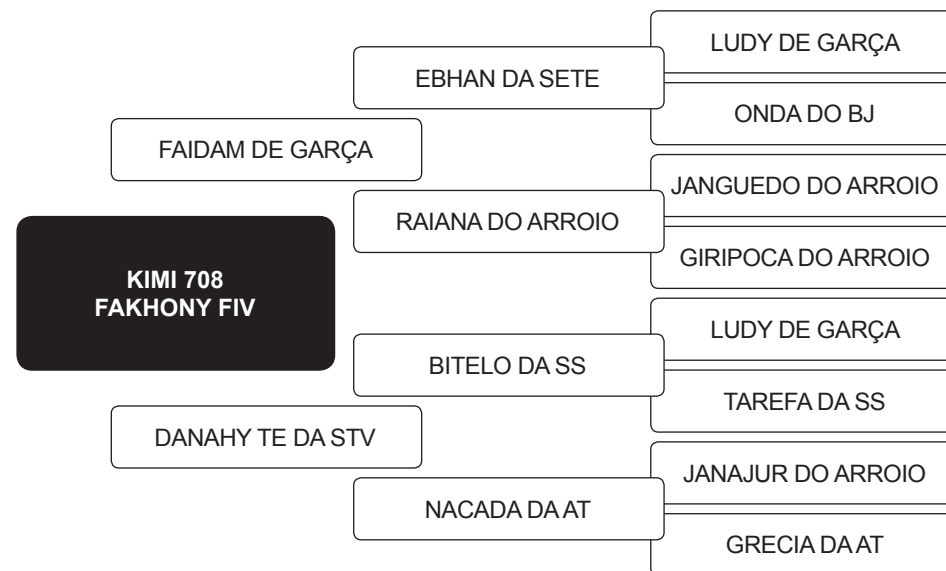 LUDY DE GARÇA
EBHAN DA SETE
ONDA DO BJ
FAIDAM DE GARÇA
JANGUEDO DO ARROIO
RAIANA DO ARROIO
GIRIPOCA DO ARROIO
KIMI 708
FAKHONY FIV
LUDY DE GARÇA
BITELO DA SS
TAREFA DA SS
DANAHY TE DA STV
JANAJUR DO ARROIO
NACADA DA AT
GRECIA DA AT